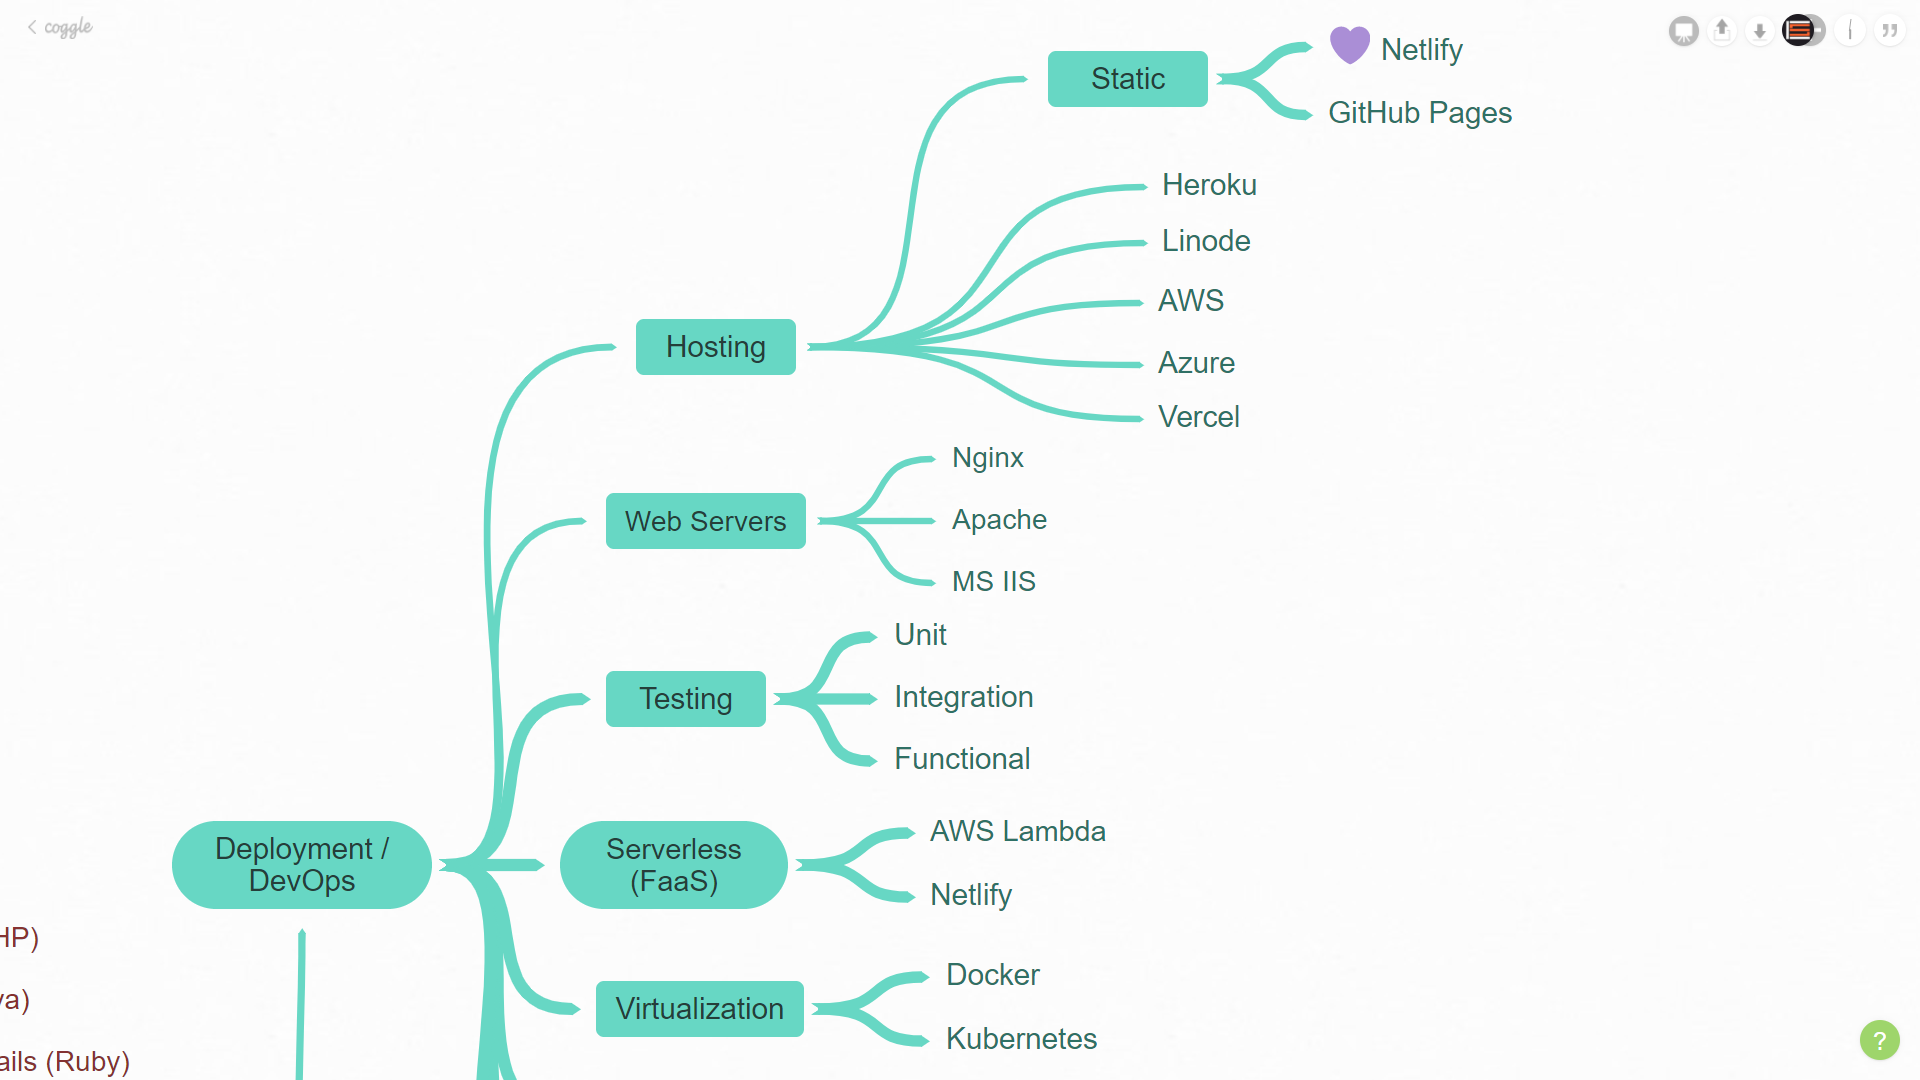 coggle
Netlify
Static
GitHub Pages
Heroku
Linode
AWS
Hosting
Azure
Vercel
Nginx
Web Servers
Apache
MS IIS
Unit
Testing
Integration
Functional
Deployment /
DevOps
Serverless
(FaaS)
AWS Lambda
Netlify
HP)
va)
ails (Ruby)
Virtualization
Docker
Kubernetes
?